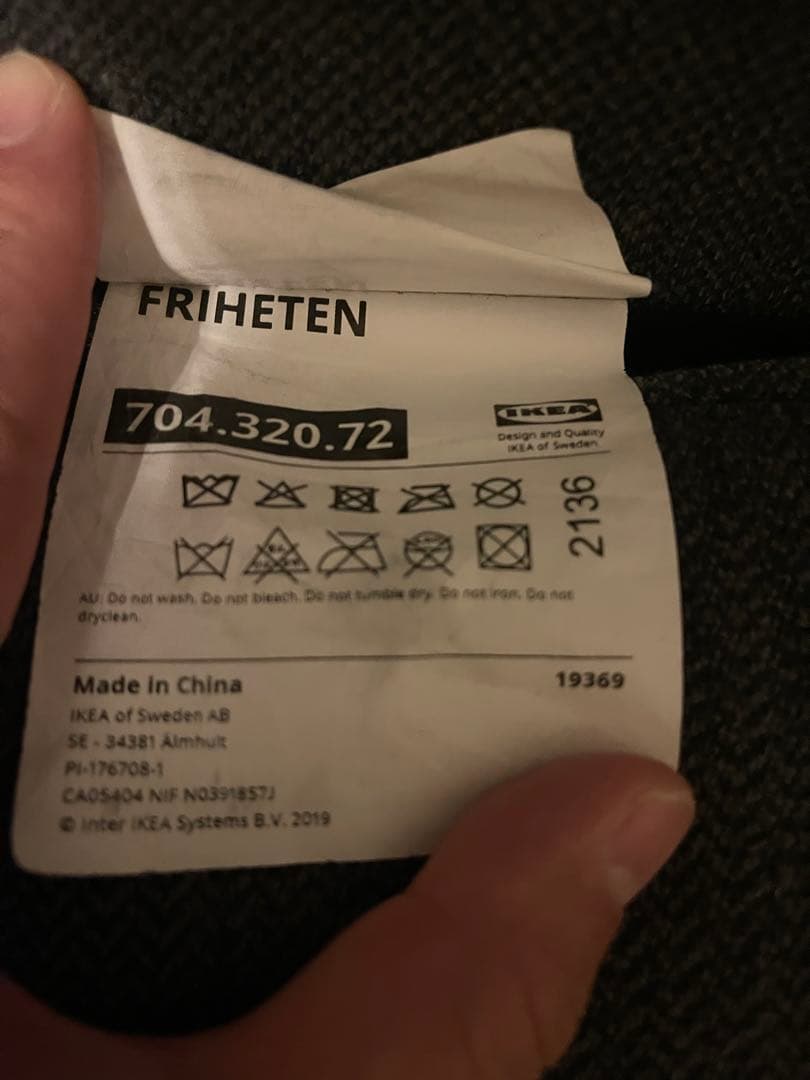 FRIHETEN
704.320.72
IKEA
Design and Quality
IKEA of Sweden
2136
AU: Do not wash. Do not bleach. Do not tumble dry. Do not iron. Do not
dryclean.
Made in China
19369
IKEA of Sweden AB
SE - 34381 Älmhult
PI-176708-1
CA05404 NIF N0391857J
© Inter IKEA Systems B.V. 2019